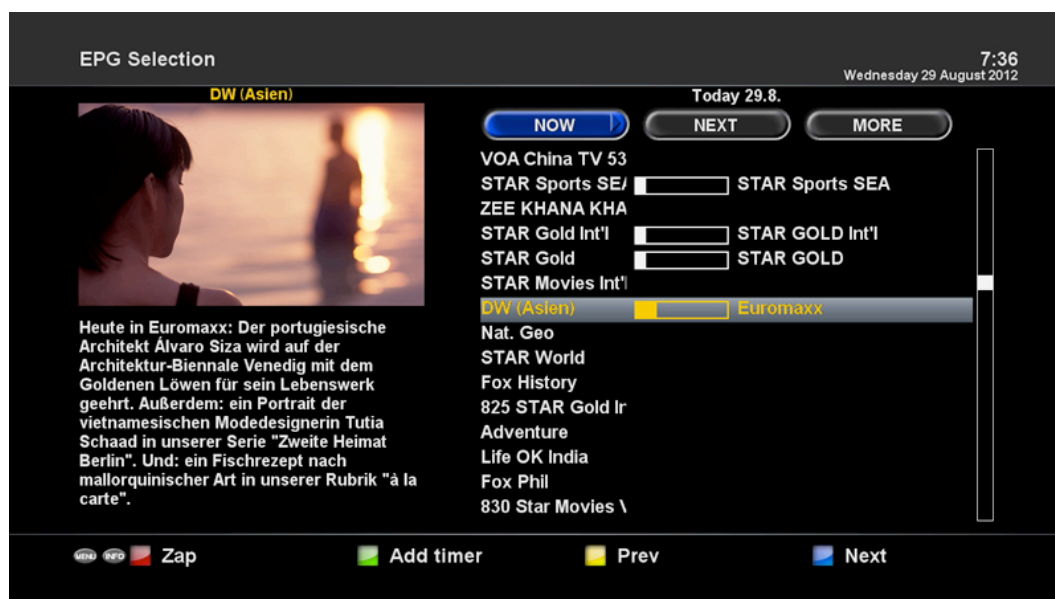 EPG Selection
7:36
Wednesday 29 August 2012
DW (Asien)
Heute in Euromaxx: Der portugiesische
Architekt Álvaro Siza wird auf der
Architektur-Biennale Venedig mit dem
Goldenen Löwen für sein Lebenswerk
geehrt. Außerdem: ein Portrait der
vietnamesischen Modedesignerin Tutia
Schaad in unserer Serie "Zweite Heimat
Berlin". Und: ein Fischrezept nach
mallorquinischer Art in unserer Rubrik "à la
carte".
Today 29.8.
NOW NEXT MORE
VOA China TV 53
STAR Sports SE STAR Sports SEA
ZEE KHANA KHA
STAR Gold Int'l STAR GOLD Int'l
STAR Gold STAR GOLD
STAR Movies Int'l
DW (Asien) Euromaxx
Nat. Geo
STAR World
Fox History
825 STAR Gold Ir
Adventure
Life OK India
Fox Phil
830 Star Movies
MENU INFO Zap Add timer Prev Next